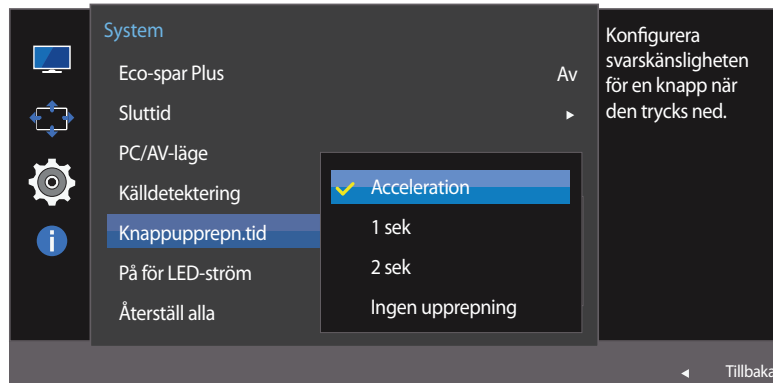 System
Eco-spar Plus Av
Sluttid
PC/AV-läge
Källdetektering
Knappupprepn.tid
På för LED-ström
Återställ alla
Acceleration
1 sek
2 sek
Ingen upprepning
Konfigurera
svarskänsligheten
för en knapp när
den trycks ned.
Tillbaka